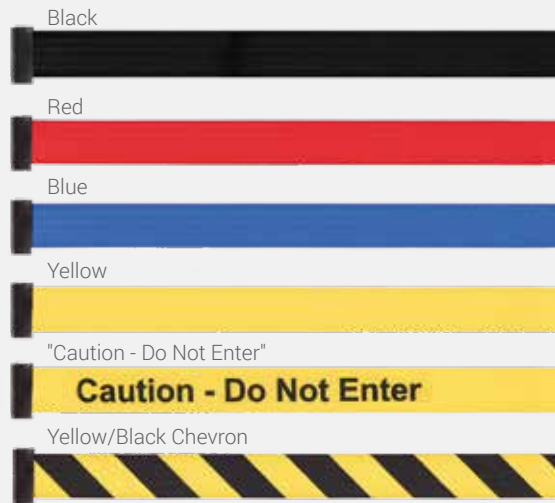 Black
Red
Blue
Yellow
"Caution - Do Not Enter"
Caution - Do Not Enter
Yellow/Black Chevron